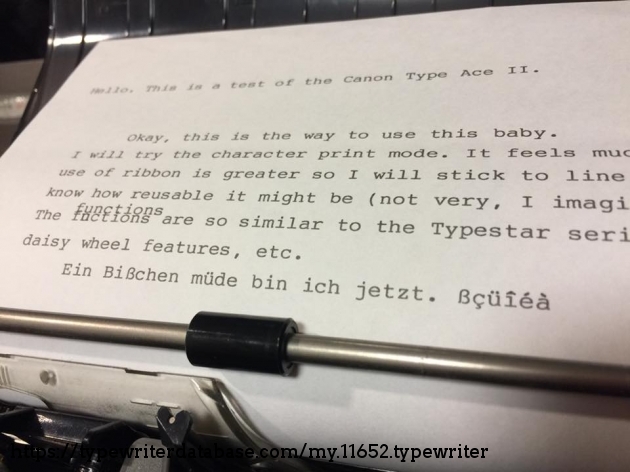 Hello. This is a test of the Canon Type Ace II.
Okay, this is the way to use this baby.
I will try the character print mode. It feels muc
use of ribbon is greater so I will stick to line
know how reusable it might be (not very, I imagi
functions
The fnctions are so similar to the Typestar seri
daisy wheel features, etc.
Ein Bißchen müde bin ich jetzt. ßçüîéà
https://typewriterdatabase.com/my.11652.typewriter